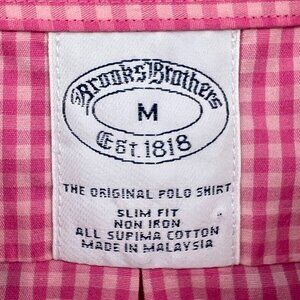 Brooks Brothers
M
Est. 1818
THE ORIGINAL POLO SHIRT
SLIM FIT
NON IRON
ALL SUPIMA COTTON
MADE IN MALAYSIA